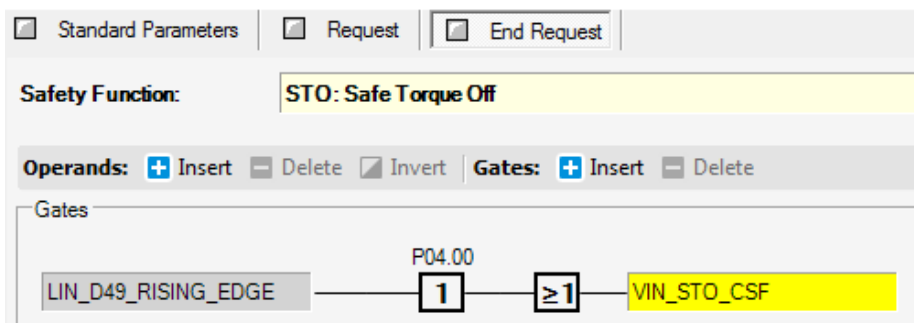 Standard Parameters Request End Request
Safety Function: STO: Safe Torque Off
Operands: Insert Delete Invert Gates: Insert Delete
Gates
P04.00
LIN_D49_RISING_EDGE 1 ≥1 VIN_STO_CSF